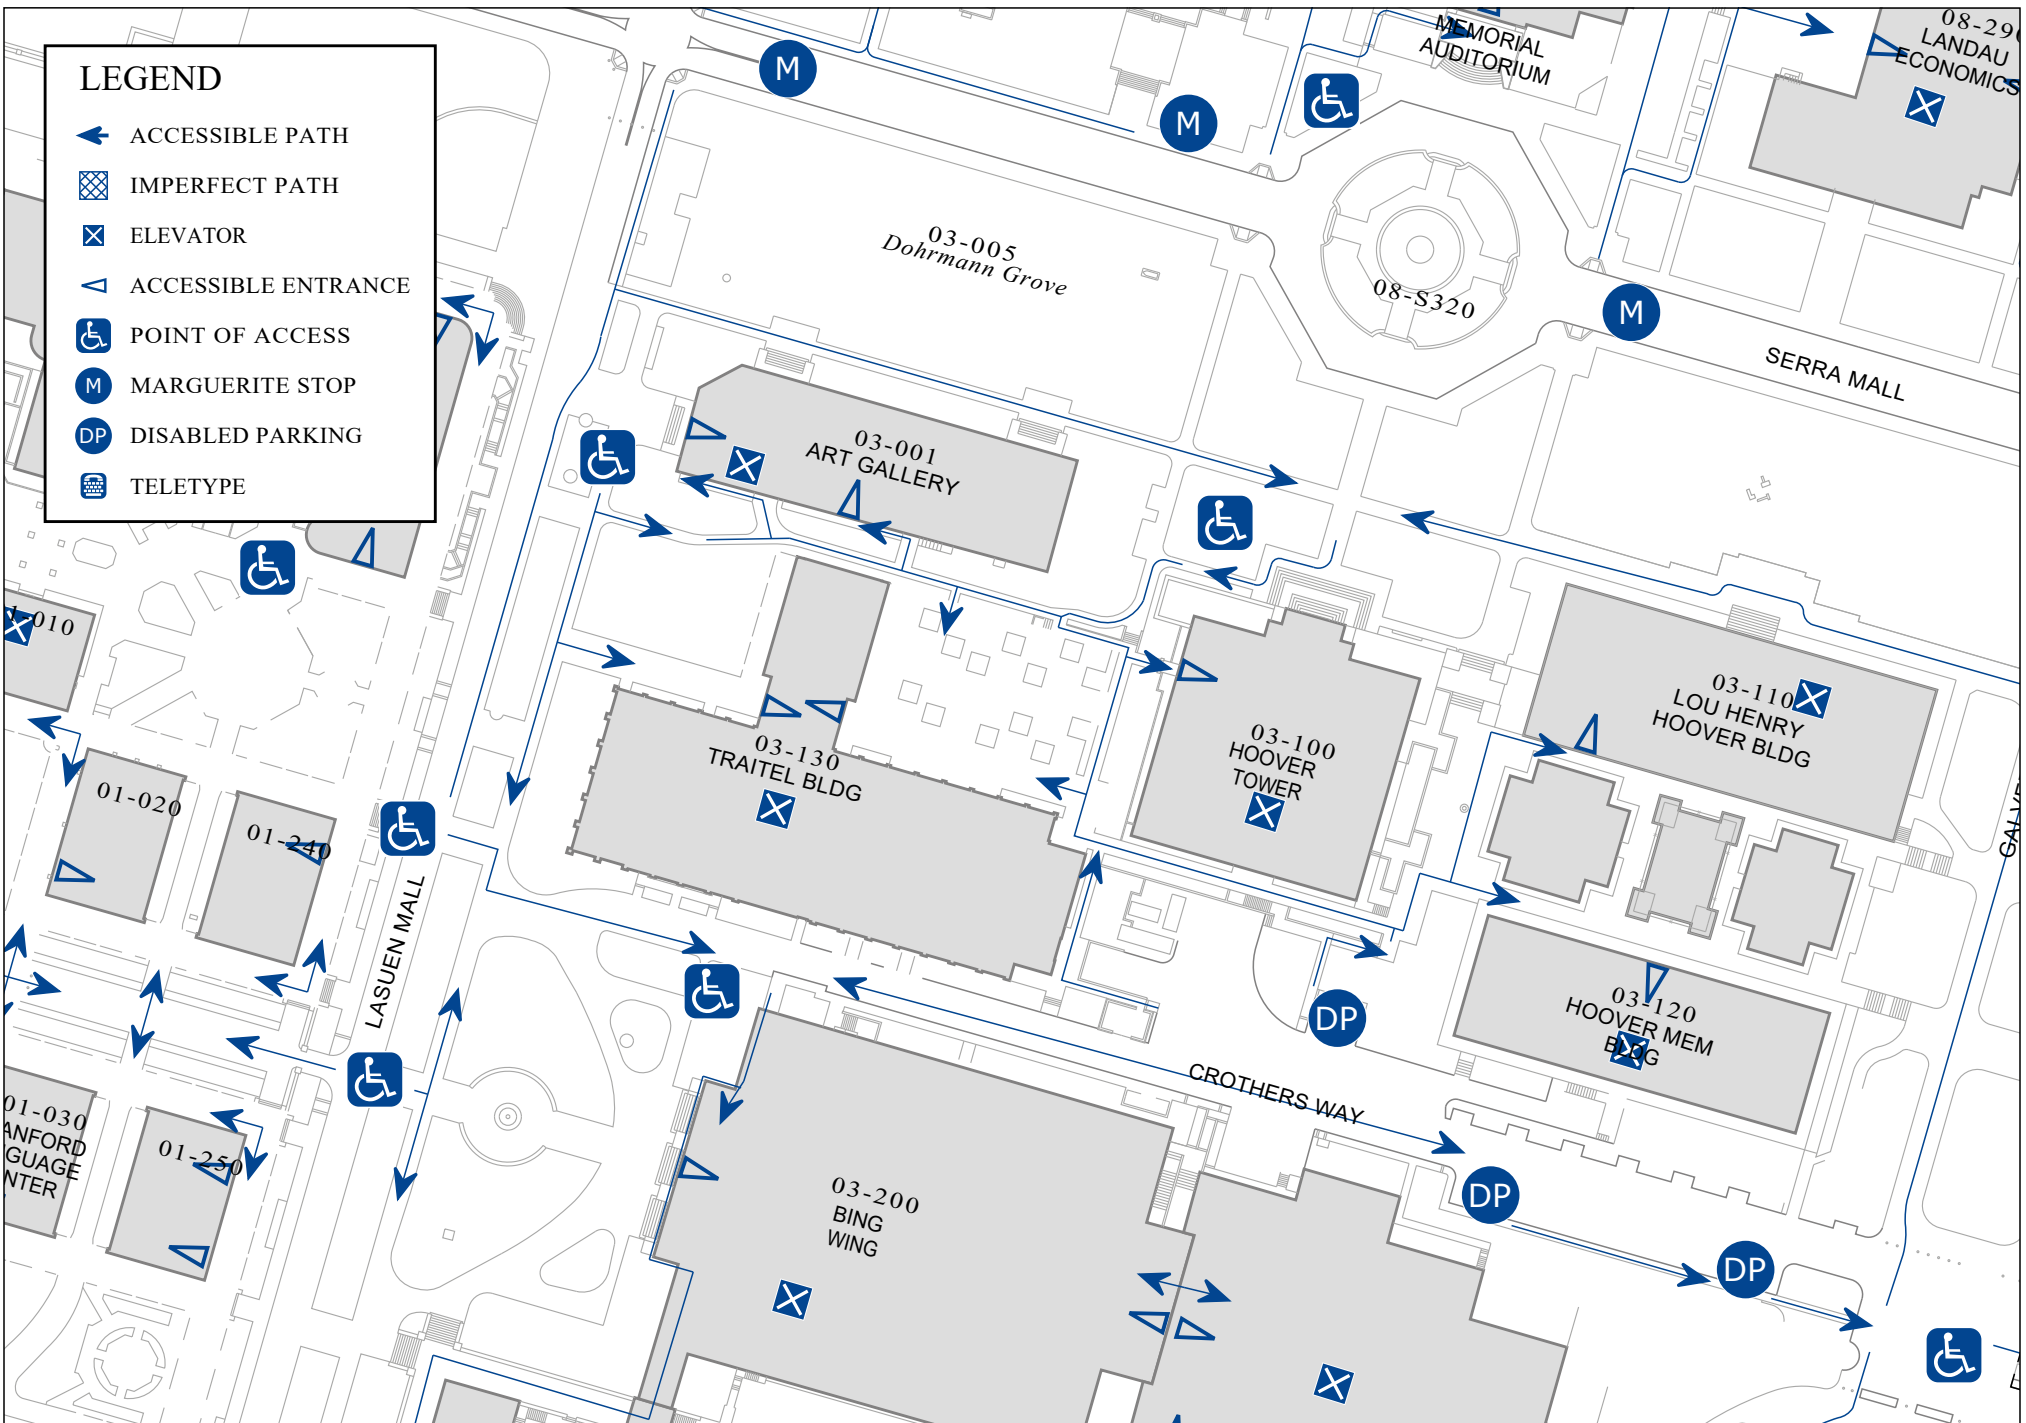 LEGEND
ACCESSIBLE PATH
IMPERFECT PATH
ELEVATOR
ACCESSIBLE ENTRANCE
POINT OF ACCESS
M
MARGUERITE STOP
DP
DISABLED PARKING
TELETYPE
M
M
MEMORIAL
AUDITORIUM
LANDAU
ECONOMICS
03-005
Dohrmann Grove
08-S320
M
SERRA MALL
03-001
ART GALLERY
03-110
LOU HENRY
HOOVER BLDG
03-100
HOOVER
TOWER
03-130
TRAITEL BLDG
01-020
01-240
LASUEN MALL
03-120
HOOVER MEM
BLDG
DP
CROTHERS WAY
01-030
01-250
03-200
BING
WING
DP
DP